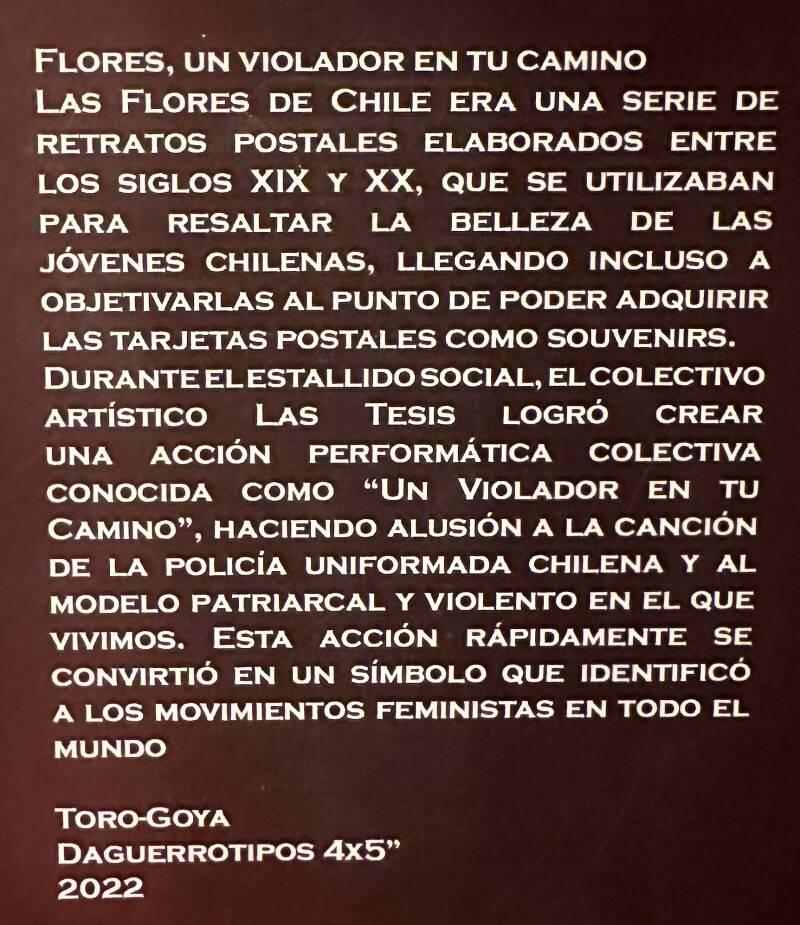 FLORES, UN VIOLADOR EN TU CAMINO
LAS FLORES DE CHILE ERA UNA SERIE DE
RETRATOS POSTALES ELABORADOS ENTRE
LOS SIGLOS XIX Y XX, QUE SE UTILIZABAN
PARA RESALTAR LA BELLEZA DE LAS
JÓVENES CHILENAS, LLEGANDO INCLUSO A
OBJETIVARLAS AL PUNTO DE PODER ADQUIRIR
LAS TARJETAS POSTALES COMO SOUVENIRS.
DURANTE EL ESTALLIDO SOCIAL, EL COLECTIVO
ARTÍSTICO LAS TESIS LOGRÓ CREAR
UNA ACCIÓN PERFORMÁTICA COLECTIVA
CONOCIDA COMO “UN VIOLADOR EN TU
CAMINO”, HACIENDO ALUSIÓN A LA CANCIÓN
DE LA POLICÍA UNIFORMADA CHILENA Y AL
MODELO PATRIARCAL Y VIOLENTO EN EL QUE
VIVIMOS. ESTA ACCIÓN RÁPIDAMENTE SE
CONVIRTIÓ EN UN SÍMBOLO QUE IDENTIFICÓ
A LOS MOVIMIENTOS FEMINISTAS EN TODO EL
MUNDO
TORO-GOYA
DAGUERROTIPOS 4X5”
2022